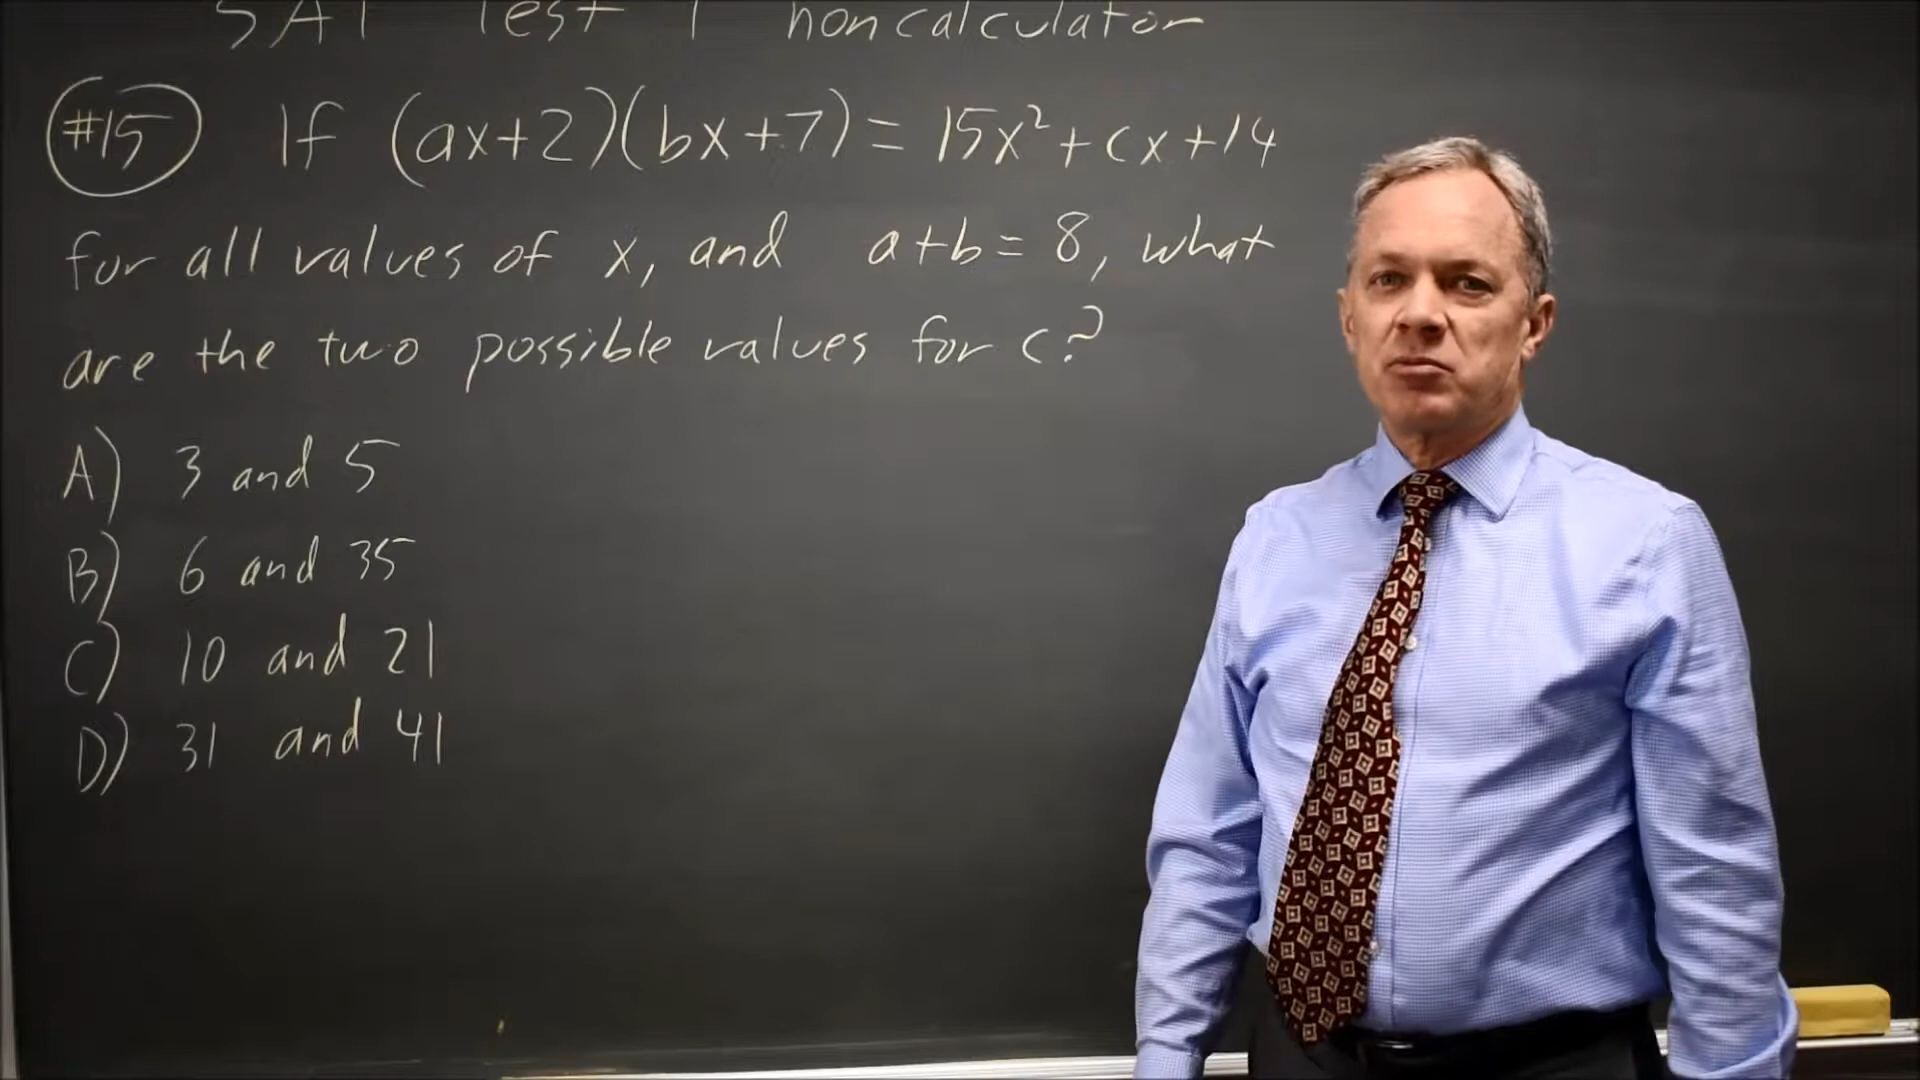 SAT Test 1 noncalculator
#15 If (ax+2)(bx+7)=15x²+cx+14
for all values of x, and a+b=8, what
are the two possible values for c?
A) 3 and 5
B) 6 and 35
C) 10 and 21
D) 31 and 41